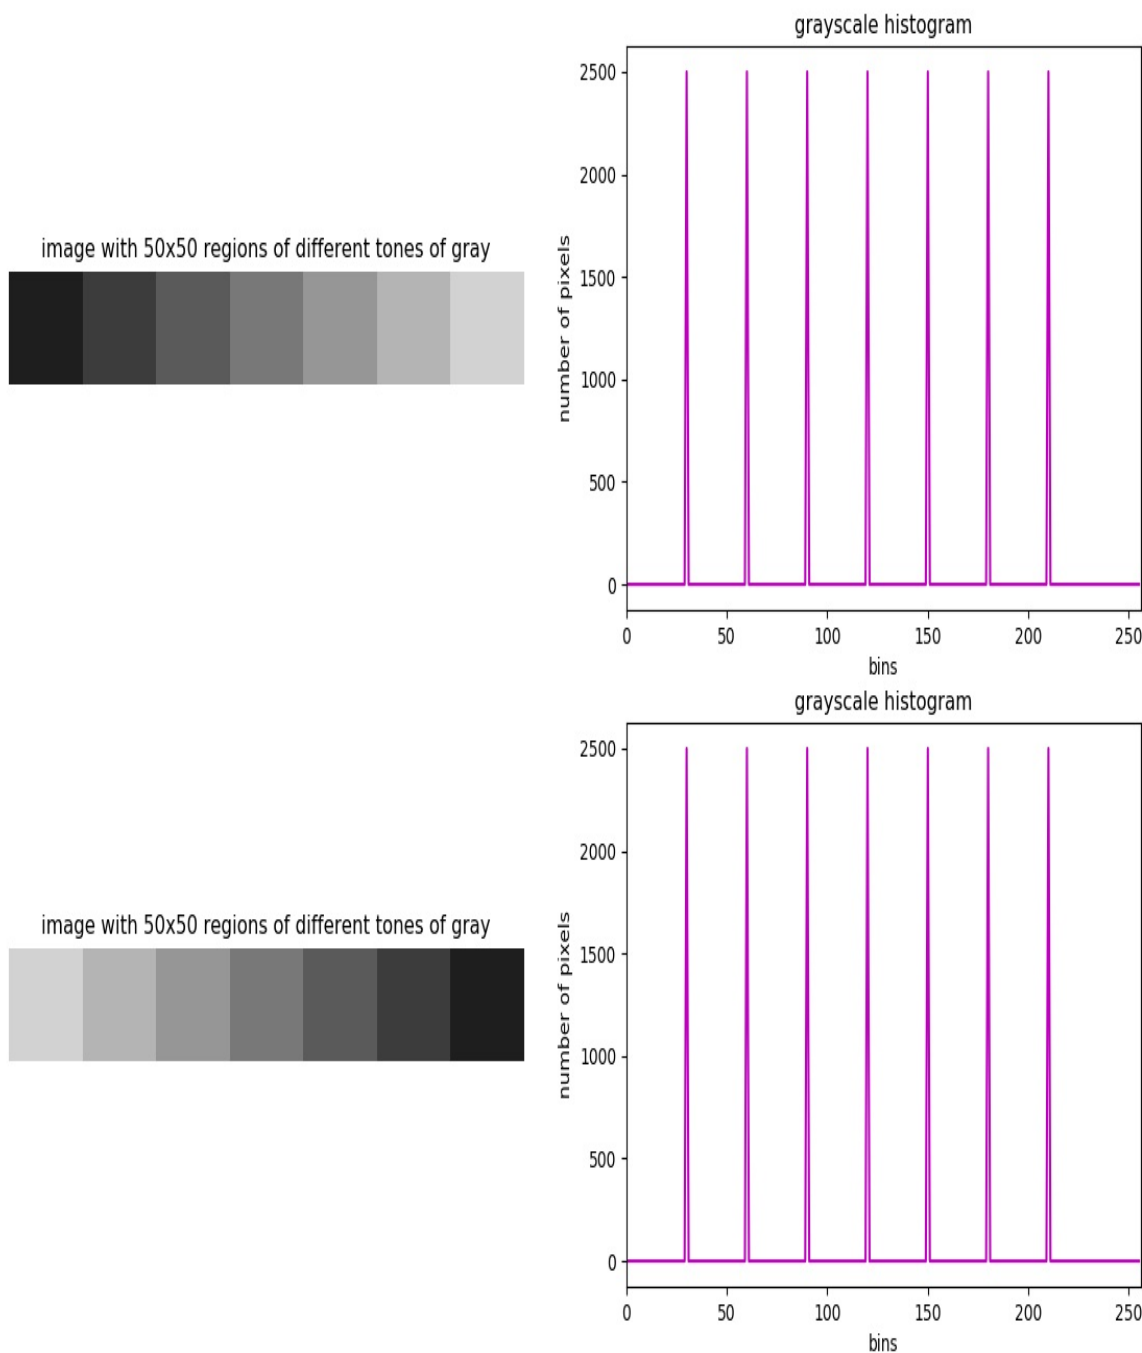 grayscale histogram
2500
2000
1500
1000
500
0
number of pixels
0 50 100 150 200 250
bins
image with 50x50 regions of different tones of gray
grayscale histogram
2500
2000
1500
1000
500
0
number of pixels
0 50 100 150 200 250
bins
image with 50x50 regions of different tones of gray